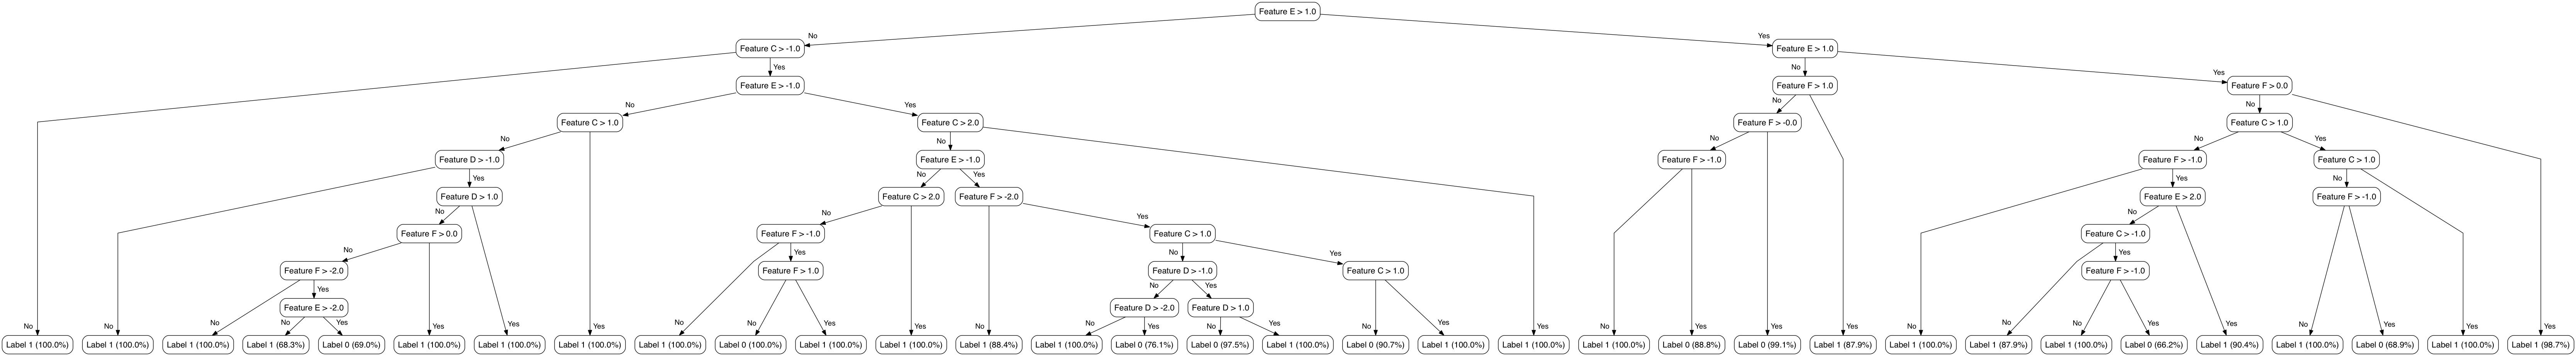 Feature E > 1.0
No
Yes
Feature C > -1.0
Feature E > 1.0
Yes
No
Yes
Feature E > -1.0
Feature F > 1.0
Feature F > 0.0
No
Yes
No
No
Feature C > 1.0
Feature C > 2.0
Feature F > -0.0
Feature C > 1.0
No
No
No
No
Yes
Feature D > -1.0
Feature E > -1.0
Feature F > -1.0
Feature F > -1.0
Feature C > 1.0
Yes
No
Yes
Yes
No
Feature D > 1.0
Feature C > 2.0
Feature F > -2.0
Feature E > 2.0
Feature F > -1.0
No
No
Yes
No
Feature F > 0.0
Feature F > -1.0
Feature C > 1.0
Feature C > -1.0
No
Yes
No
Yes
Yes
Feature F > -2.0
Feature F > 1.0
Feature D > -1.0
Feature C > 1.0
Feature F > -1.0
Yes
No
Yes
Feature E > -2.0
Feature D > -2.0
Feature D > 1.0
No
No
No
No
Yes
Yes
Yes
Yes
No
No
Yes
Yes
No
No
Yes
No
Yes
No
Yes
Yes
No
Yes
Yes
Yes
No
No
No
Yes
Yes
No
Yes
Yes
Yes
Label 1 (100.0%)
Label 1 (100.0%)
Label 1 (100.0%)
Label 1 (68.3%)
Label 0 (69.0%)
Label 1 (100.0%)
Label 1 (100.0%)
Label 1 (100.0%)
Label 1 (100.0%)
Label 0 (100.0%)
Label 1 (100.0%)
Label 1 (100.0%)
Label 1 (88.4%)
Label 1 (100.0%)
Label 0 (76.1%)
Label 0 (97.5%)
Label 1 (100.0%)
Label 0 (90.7%)
Label 1 (100.0%)
Label 1 (100.0%)
Label 1 (100.0%)
Label 0 (88.8%)
Label 0 (99.1%)
Label 1 (87.9%)
Label 1 (100.0%)
Label 1 (87.9%)
Label 1 (100.0%)
Label 0 (66.2%)
Label 1 (90.4%)
Label 1 (100.0%)
Label 0 (68.9%)
Label 1 (100.0%)
Label 1 (98.7%)